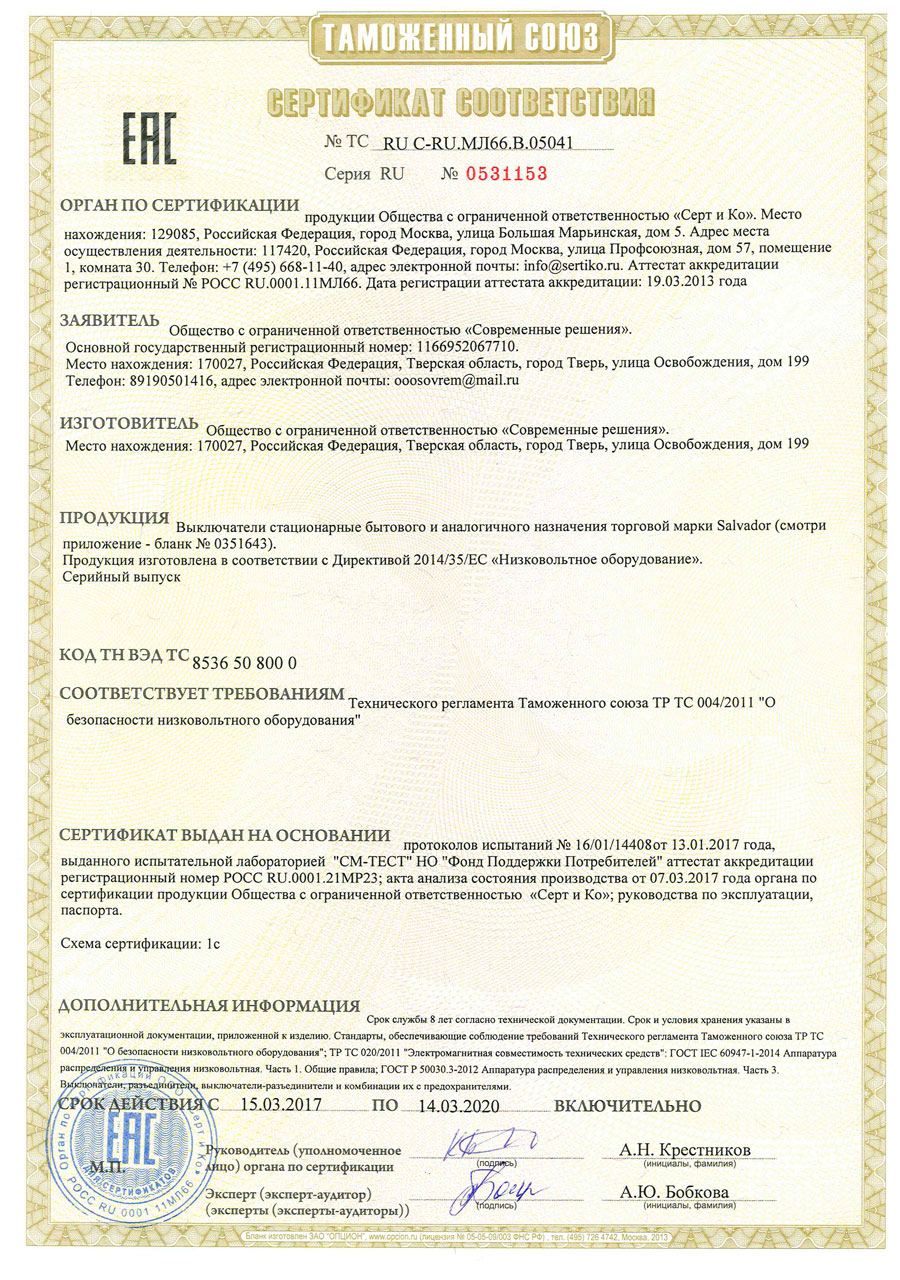 ТАМОЖЕННЫЙ СОЮЗ
СЕРТИФИКАТ СООТВЕТСТВИЯ
EAC
№ ТС RU С-RU.МЛ66.В.05041
Серия RU № 0531153
ОРГАН ПО СЕРТИФИКАЦИИ продукции Общества с ограниченной ответственностью «Серт и Ко». Место
нахождения: 129085, Российская Федерация, город Москва, улица Большая Марьинская, дом 5. Адрес места
осуществления деятельности: 117420, Российская Федерация, город Москва, улица Профсоюзная, дом 57, помещение
1, комната 30. Телефон: +7 (495) 668-11-40, адрес электронной почты: info@sertiko.ru. Аттестат аккредитации
регистрационный № РОСС RU.0001.11МЛ66. Дата регистрации аттестата аккредитации: 19.03.2013 года
ЗАЯВИТЕЛЬ Общество с ограниченной ответственностью «Современные решения».
Основной государственный регистрационный номер: 1166952067710.
Место нахождения: 170027, Российская Федерация, Тверская область, город Тверь, улица Освобождения, дом 199
Телефон: 89190501416, адрес электронной почты: ooosovrem@mail.ru
ИЗГОТОВИТЕЛЬ Общество с ограниченной ответственностью «Современные решения».
Место нахождения: 170027, Российская Федерация, Тверская область, город Тверь, улица Освобождения, дом 199
ПРОДУКЦИЯ Выключатели стационарные бытового и аналогичного назначения торговой марки Salvador (смотри
приложение - бланк № 0351643).
Продукция изготовлена в соответствии с Директивой 2014/35/ЕС «Низковольтное оборудование».
Серийный выпуск
КОД ТН ВЭД ТС 8536 50 800 0
СООТВЕТСТВУЕТ ТРЕБОВАНИЯМ Технического регламента Таможенного союза ТР ТС 004/2011 "О
безопасности низковольтного оборудования"
СЕРТИФИКАТ ВЫДАН НА ОСНОВАНИИ протоколов испытаний № 16/01/14408от 13.01.2017 года,
выданного испытательной лабораторией "СМ-ТЕСТ" НО "Фонд Поддержки Потребителей" аттестат аккредитации
регистрационный номер РОСС RU.0001.21МР23; акта анализа состояния производства от 07.03.2017 года органа по
сертификации продукции Общества с ограниченной ответственностью «Серт и Ко»; руководства по эксплуатации,
паспорта.
Схема сертификации: 1с
ДОПОЛНИТЕЛЬНАЯ ИНФОРМАЦИЯ Срок службы 8 лет согласно технической документации. Срок и условия хранения указаны в
эксплуатационной документации, приложенной к изделию. Стандарты, обеспечивающие соблюдение требований Технического регламента Таможенного союза ТР ТС
004/2011 "О безопасности низковольтного оборудования"; ТР ТС 020/2011 "Электромагнитная совместимость технических средств": ГОСТ IEC 60947-1-2014 Аппаратура
распределения и управления низковольтная. Часть 1. Общие правила; ГОСТ Р 50030.3-2012 Аппаратура распределения и управления низковольтная. Часть 3.
Выключатели, разъединители, выключатели-разъединители и комбинации их с предохранителями.
СРОК ДЕЙСТВИЯ С 15.03.2017 ПО 14.03.2020 ВКЛЮЧИТЕЛЬНО
Орган по сертификации ООО «Серт и Ко»
EAC
ДЛЯ СЕРТИФИКАТОВ
РОСС RU 0001 11МЛ66
М.П.
Руководитель (уполномоченное
лицо) органа по сертификации
(подпись)
А.Н. Крестников
(инициалы, фамилия)
Эксперт (эксперт-аудитор)
(эксперты (эксперты-аудиторы))
(подпись)
А.Ю. Бобкова
(инициалы, фамилия)
Бланк изготовлен ЗАО "ОПЦИОН", www.opcion.ru (лицензия № 05-05-09/003 ФНС РФ), тел. (495) 726 4742, Москва, 2013